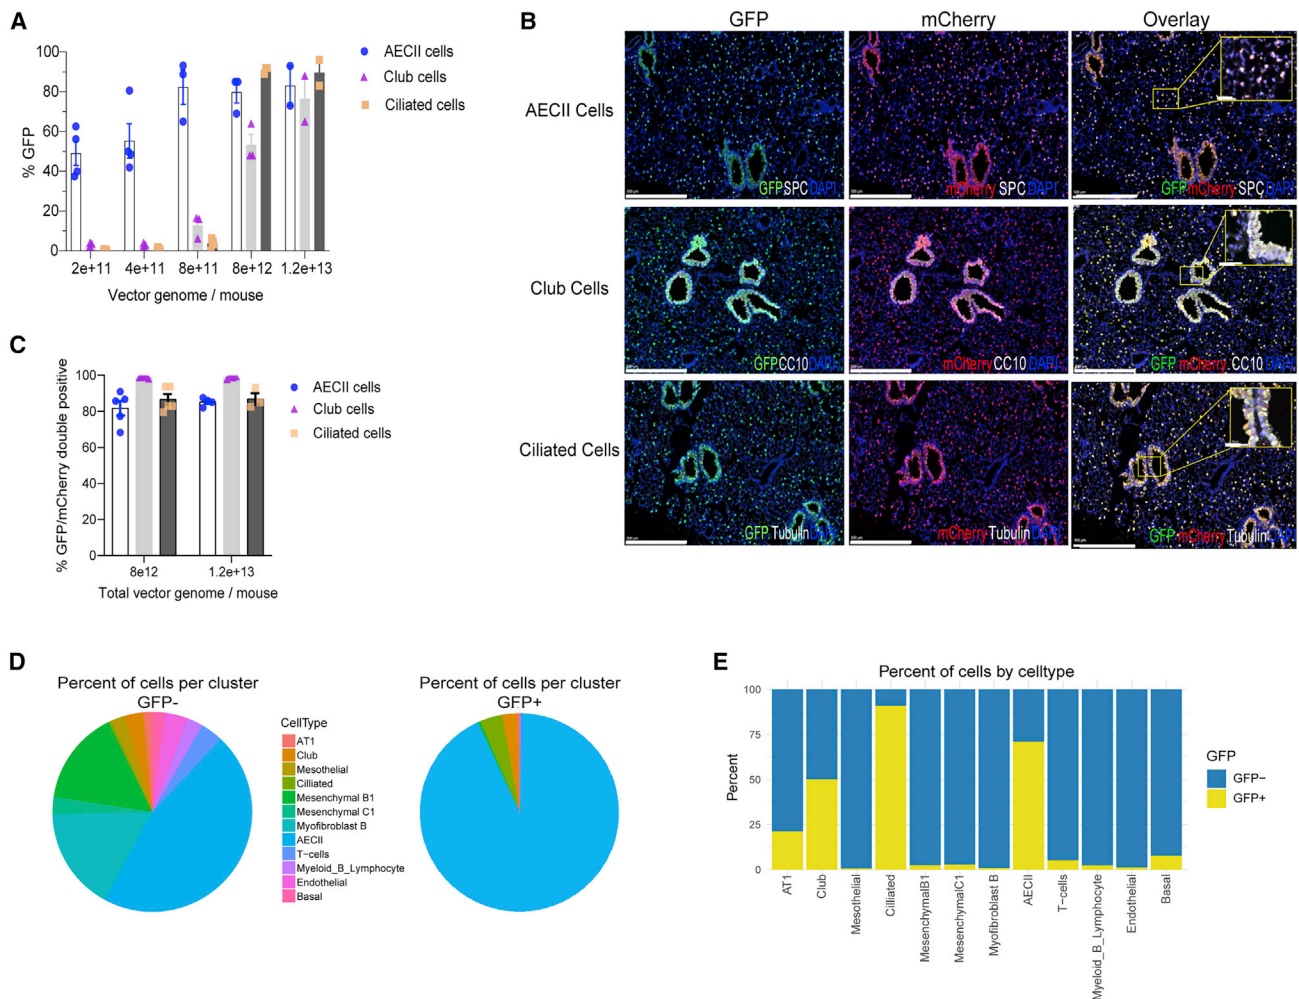 A
% GFP
100
80
60
40
20
0
2e+11 4e+11 8e+11 8e+12 1.2e+13
Vector genome / mouse
AECII cells
Club cells
Ciliated cells
B
GFP mCherry Overlay
AECII Cells
GFP SPC DAPI
mCherry SPC DAPI
GFP mCherry SPC DAPI
Club Cells
GFP CC10 DAPI
mCherry CC10 DAPI
GFP mCherry CC10 DAPI
Ciliated Cells
GFP Tubulin DAPI
mCherry Tubulin DAPI
GFP mCherry Tubulin DAPI
C
% GFP/mCherry double positive
100
80
60
40
20
0
8e12 1.2e+13
Total vector genome / mouse
AECII cells
Club cells
Ciliated cells
D
Percent of cells per cluster
GFP-
CellType
AT1
Club
Mesothelial
Cilliated
Mesenchymal B1
Mesenchymal C1
Myofibroblast B
AECII
T-cells
Myeloid_B_Lymphocyte
Endothelial
Basal
Percent of cells per cluster
GFP+
E
Percent of cells by celltype
Percent
100
75
50
25
0
AT1
Club
Mesothelial
Cilliated
MesenchymalB1
MesenchymalC1
Myofibroblast B
AECII
T-cells
Myeloid_B_Lymphocyte
Endothelial
Basal
GFP
GFP-
GFP+